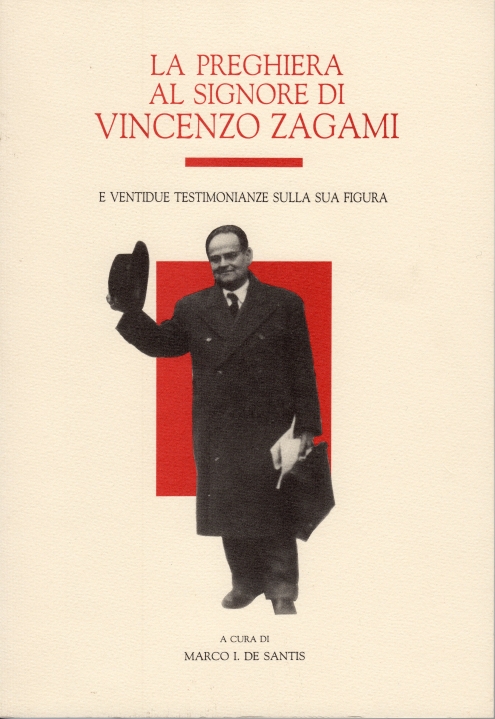 LA PREGHIERA
AL SIGNORE DI
VINCENZO ZAGAMI
E VENTIDUE TESTIMONIANZE SULLA SUA FIGURA
A CURA DI
MARCO I. DE SANTIS